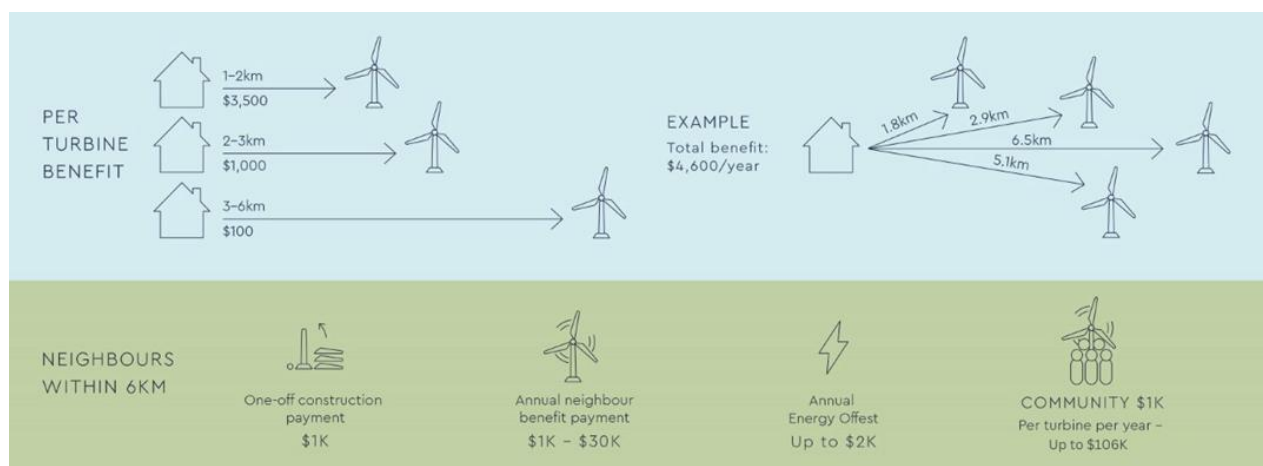 PER
TURBINE
BENEFIT
1–2km
$3,500
2–3km
$1,000
3–6km
$100
EXAMPLE
Total benefit:
$4,600/year
1.8km
2.9km
6.5km
5.1km
NEIGHBOURS
WITHIN 6KM
One-off construction
payment
$1K
Annual neighbour
benefit payment
$1K – $30K
Annual
Energy Offest
Up to $2K
COMMUNITY $1K
Per turbine per year –
Up to $106K